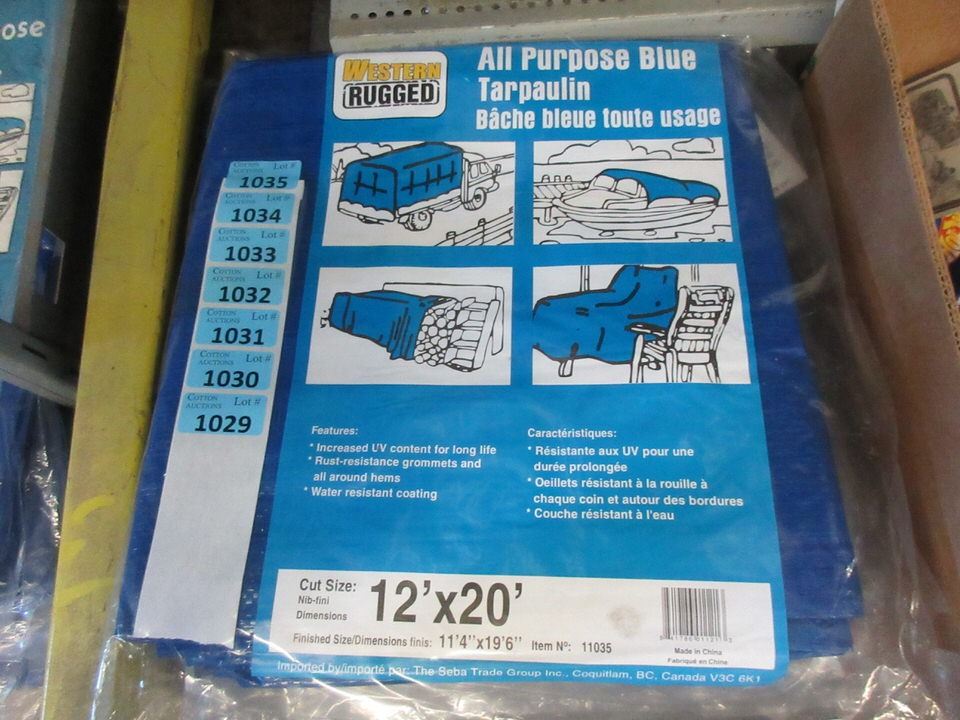 ose
WESTERN
RUGGED
All Purpose Blue
Tarpaulin
Bâche bleue toute usage
COTTON AUCTIONS Lot #
1035
COTTON AUCTIONS Lot #
1034
COTTON AUCTIONS Lot #
1033
COTTON AUCTIONS Lot #
1032
COTTON AUCTIONS Lot #
1031
COTTON AUCTIONS Lot #
1030
COTTON AUCTIONS Lot #
1029
Features:
* Increased UV content for long life
* Rust-resistance grommets and
all around hems
* Water resistant coating
Caractéristiques:
* Résistante aux UV pour une
durée prolongée
* Oeillets résistant à la rouille à
chaque coin et autour des bordures
* Couche résistant à l'eau
Cut Size: 12'x20'
Nib-fini
Dimensions
Finished Size/Dimensions finis: 11'4"x19'6" Item Nº: 11035
Made in China
Fabriqué en Chine
Imported by/importé par: The Seba Trade Group Inc., Coquitlam, BC, Canada V3C 6K1